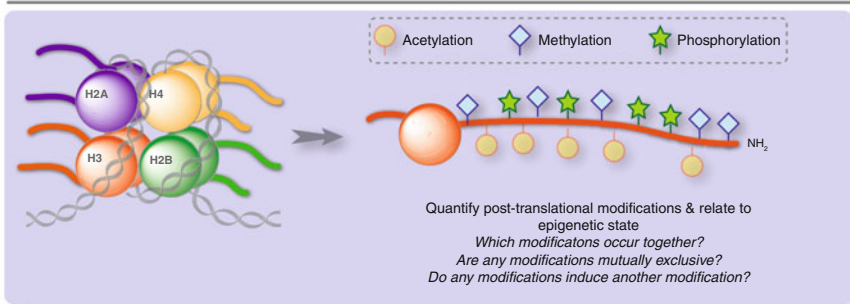 Acetylation Methylation Phosphorylation
H2A H4
H3 H2B
NH₂
Quantify post-translational modifications & relate to
epigenetic state
Which modificatons occur together?
Are any modifications mutually exclusive?
Do any modifications induce another modification?